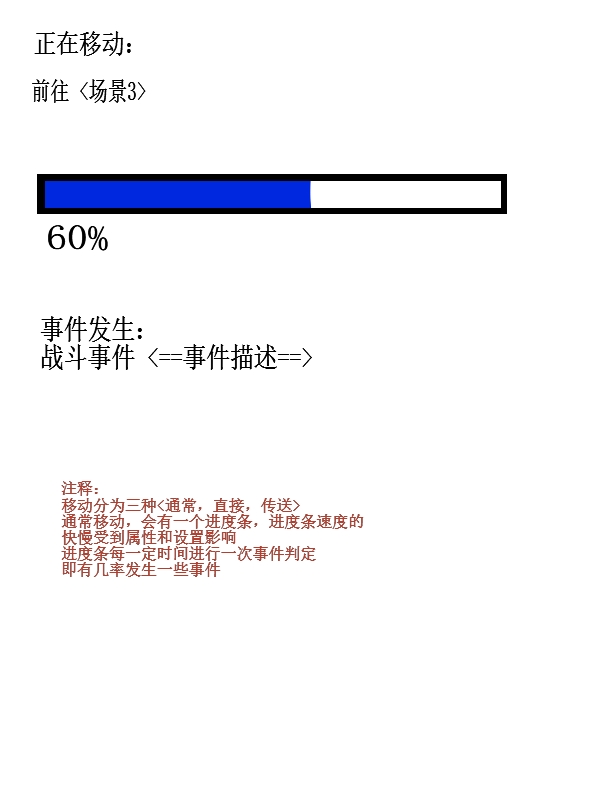 正在移动：
前往〈场景3〉
60%
事件发生：
战斗事件〈==事件描述==〉
注释：
移动分为三种<通常，直接，传送>
通常移动，会有一个进度条，进度条速度的
快慢受到属性和设置影响
进度条每一定时间进行一次事件判定
即有几率发生一些事件